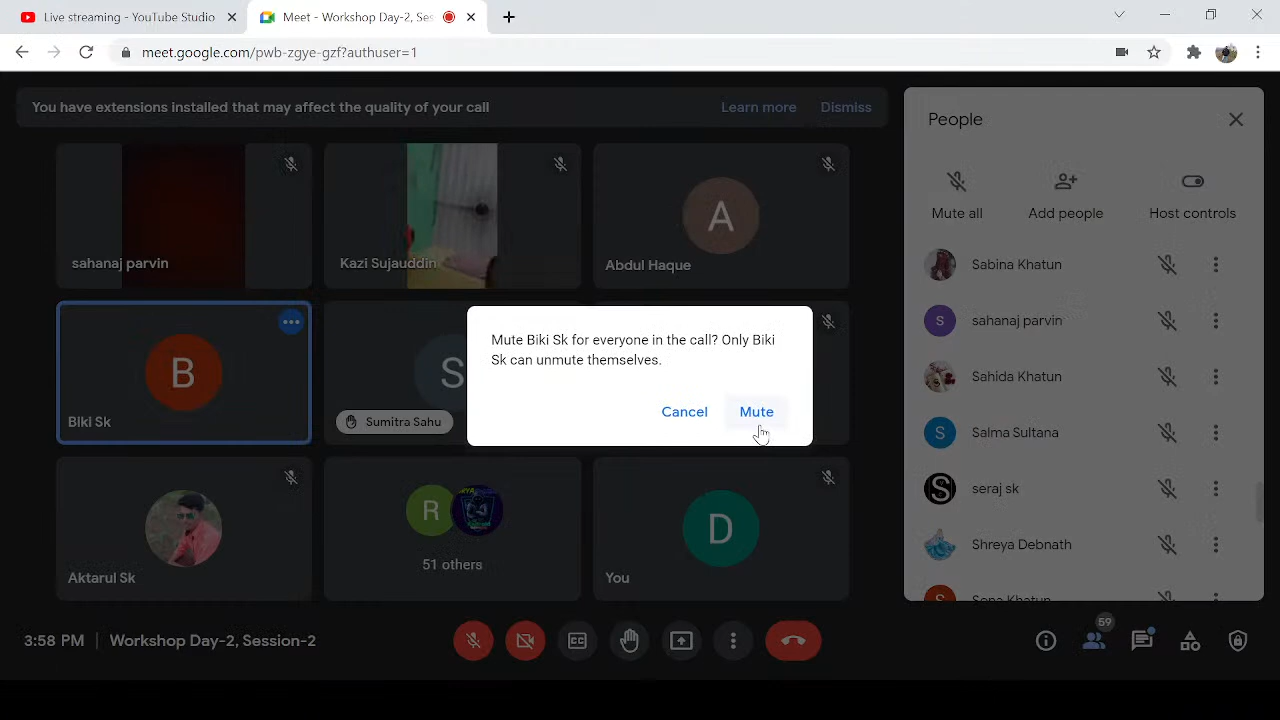 Live streaming - YouTube Studio
Meet - Workshop Day-2, Ses
meet.google.com/pwb-zgye-gzf?authuser=1
You have extensions installed that may affect the quality of your call
Learn more
Dismiss
sahanaj parvin
Kazi Sujauddin
A
Abdul Haque
B
Biki Sk
S
Sumitra Sahu
Mute Biki Sk for everyone in the call? Only Biki
Sk can unmute themselves.
Cancel
Mute
Aktarul Sk
R
51 others
D
You
People
Mute all
Add people
Host controls
Sabina Khatun
S
sahanaj parvin
Sahida Khatun
S
Salma Sultana
S
seraj sk
Shreya Debnath
Sona Khatun
3:58 PM
Workshop Day-2, Session-2
CC
59